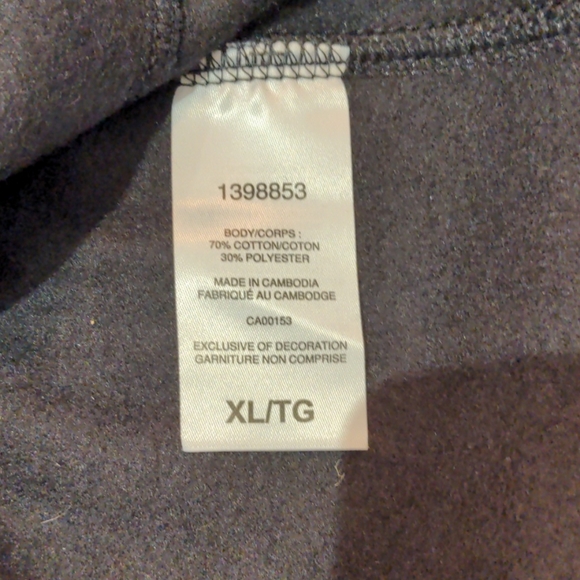 1398853
BODY/CORPS :
70% COTTON/COTON
30% POLYESTER
MADE IN CAMBODIA
FABRIQUÉ AU CAMBODGE
CA00153
EXCLUSIVE OF DECORATION
GARNITURE NON COMPRISE
XL/TG